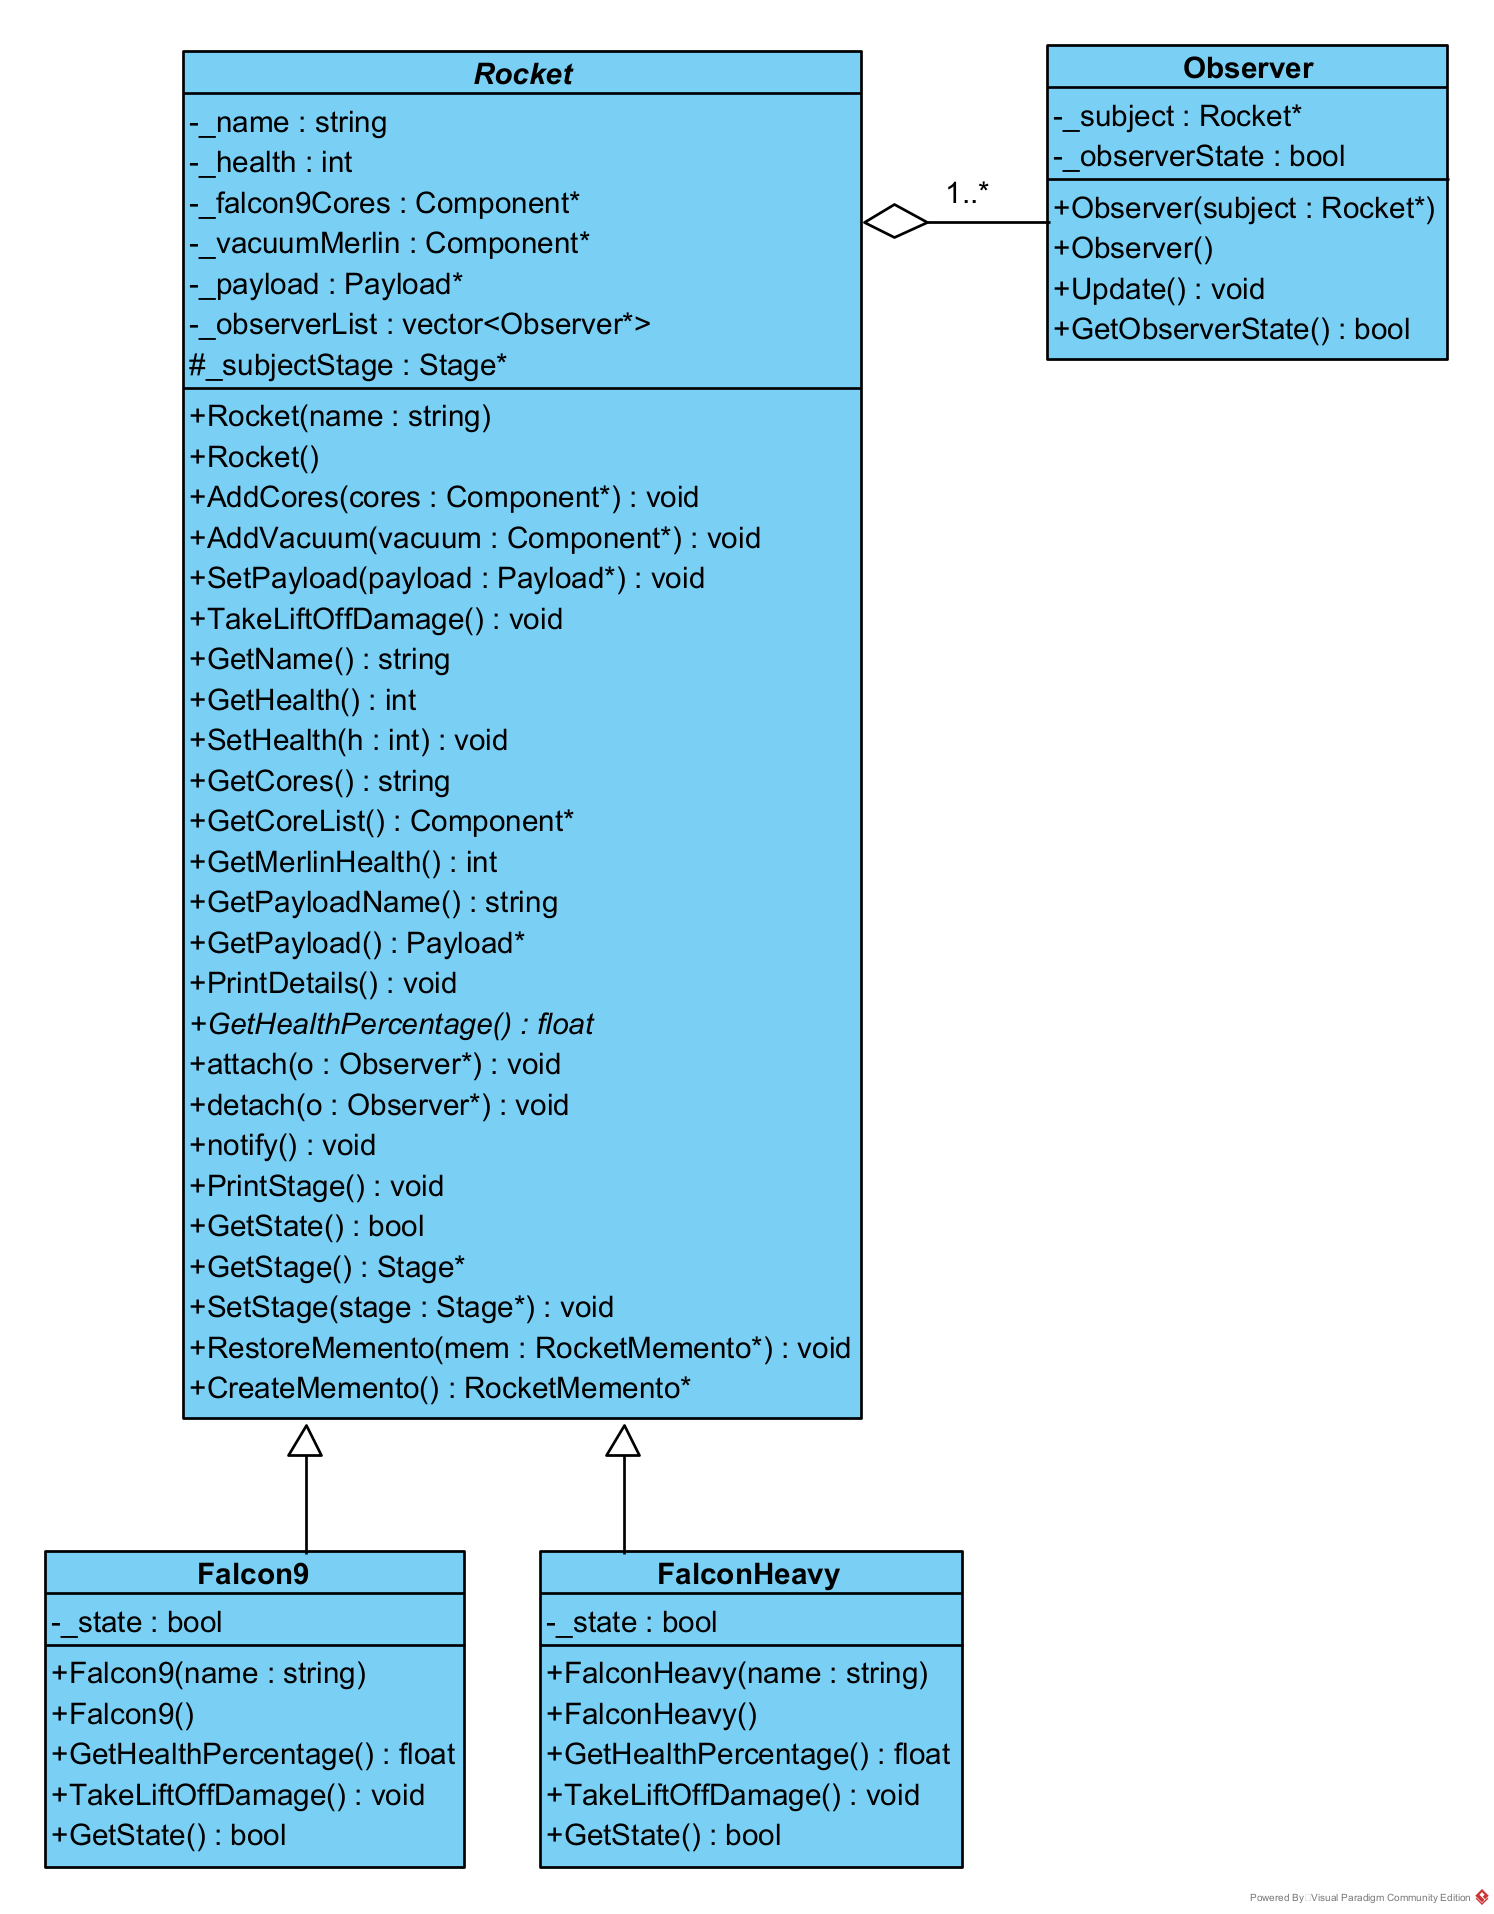 Rocket
-_name : string
-_health : int
-_falcon9Cores : Component*
-_vacuumMerlin : Component*
-_payload : Payload*
-_observerList : vector<Observer*>
#_subjectStage : Stage*
+Rocket(name : string)
+Rocket()
+AddCores(cores : Component*) : void
+AddVacuum(vacuum : Component*) : void
+SetPayload(payload : Payload*) : void
+TakeLiftOffDamage() : void
+GetName() : string
+GetHealth() : int
+SetHealth(h : int) : void
+GetCores() : string
+GetCoreList() : Component*
+GetMerlinHealth() : int
+GetPayloadName() : string
+GetPayload() : Payload*
+PrintDetails() : void
+GetHealthPercentage() : float
+attach(o : Observer*) : void
+detach(o : Observer*) : void
+notify() : void
+PrintStage() : void
+GetState() : bool
+GetStage() : Stage*
+SetStage(stage : Stage*) : void
+RestoreMemento(mem : RocketMemento*) : void
+CreateMemento() : RocketMemento*
1..*
Observer
-_subject : Rocket*
-_observerState : bool
+Observer(subject : Rocket*)
+Observer()
+Update() : void
+GetObserverState() : bool
Falcon9
-_state : bool
+Falcon9(name : string)
+Falcon9()
+GetHealthPercentage() : float
+TakeLiftOffDamage() : void
+GetState() : bool
FalconHeavy
-_state : bool
+FalconHeavy(name : string)
+FalconHeavy()
+GetHealthPercentage() : float
+TakeLiftOffDamage() : void
+GetState() : bool
Powered By Visual Paradigm Community Edition